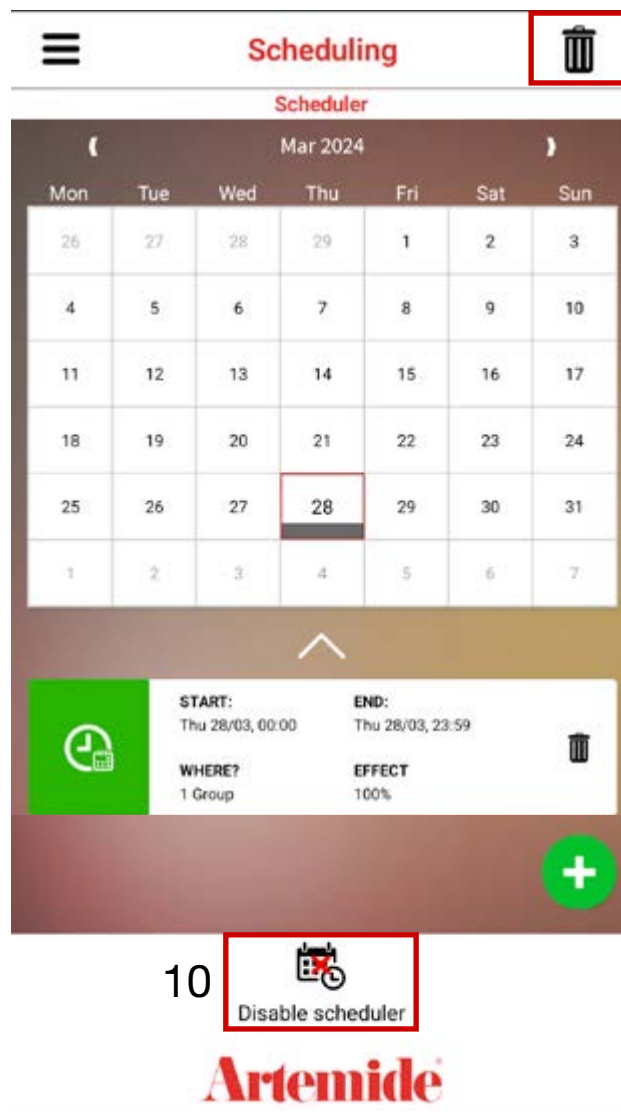 Scheduling
Scheduler
Mar 2024
Mon Tue Wed Thu Fri Sat Sun
26 27 28 29 1 2 3
4 5 6 7 8 9 10
11 12 13 14 15 16 17
18 19 20 21 22 23 24
25 26 27 28 29 30 31
1 2 3 4 5 6 7
START: END:
Thu 28/03, 00:00 Thu 28/03, 23:59
WHERE? EFFECT
1 Group 100%
10
Disable scheduler
Artemide